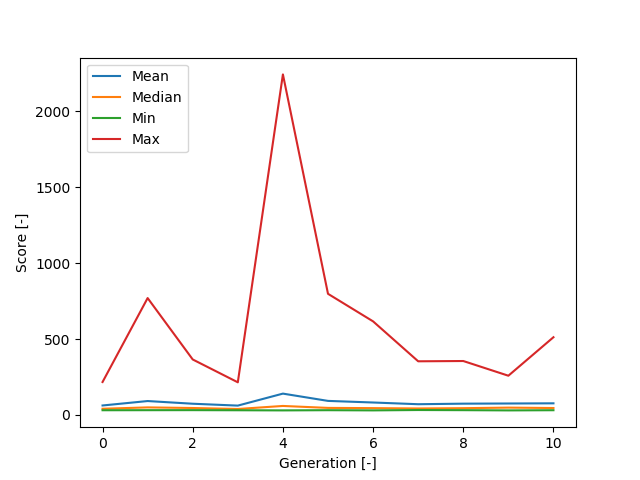 Mean
Median
Min
Max
2000
1500
1000
500
0
Score [-]
0 2 4 6 8 10
Generation [-]